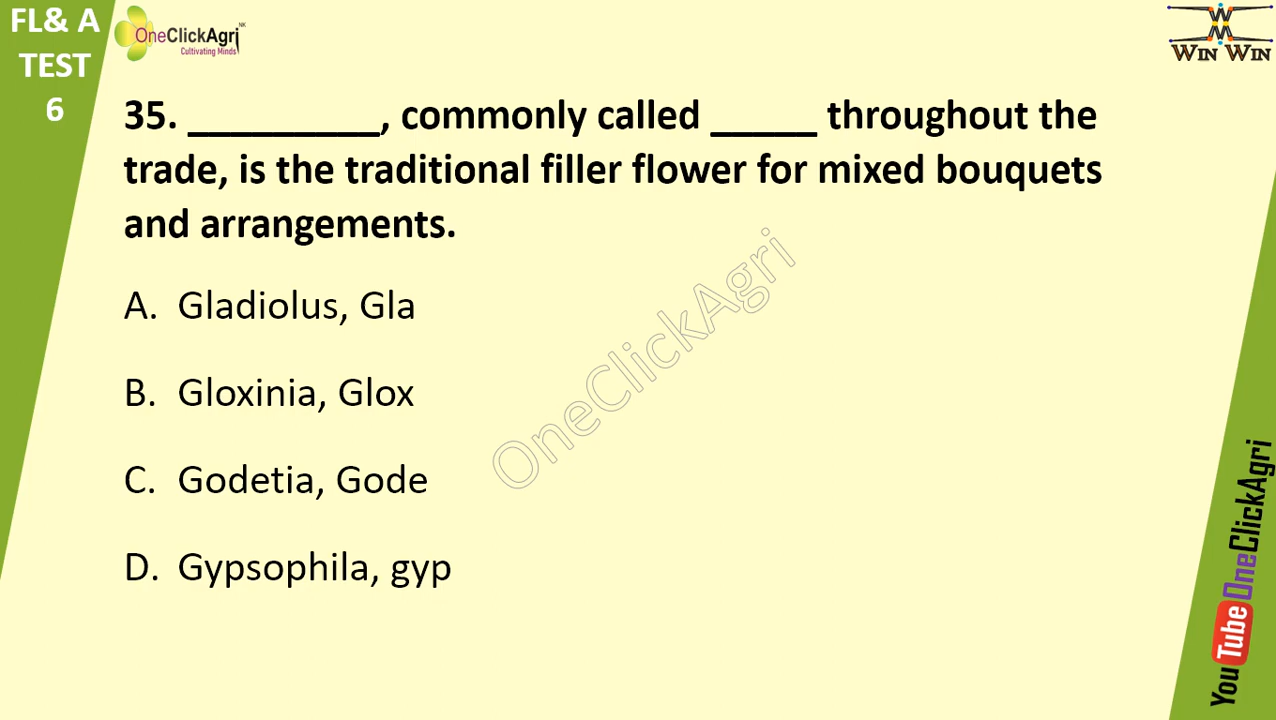 FL& A
TEST
6
OneClickAgri NK
Cultivating Minds
WIN WIN
35. _________, commonly called _____ throughout the
trade, is the traditional filler flower for mixed bouquets
and arrangements.
A. Gladiolus, Gla
B. Gloxinia, Glox
C. Godetia, Gode
D. Gypsophila, gyp
OneClickAgri
YouTube OneClickAgri